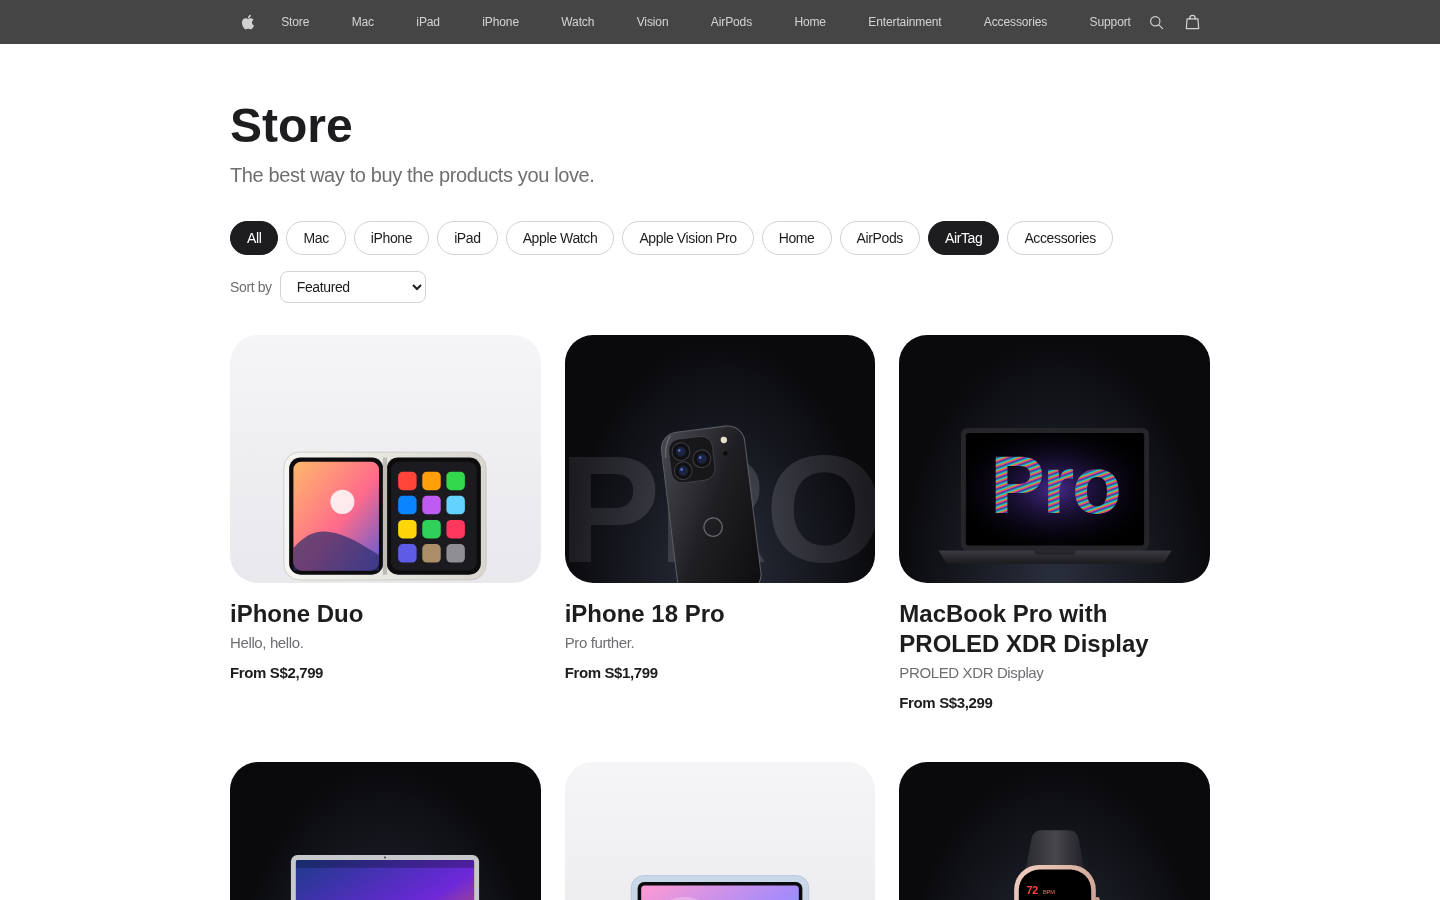 Store Mac iPad iPhone Watch Vision AirPods Home Entertainment Accessories Support
Store
The best way to buy the products you love.
All Mac iPhone iPad Apple Watch Apple Vision Pro Home AirPods AirTag Accessories
Sort by Featured
PRO
Pro
iPhone Duo
Hello, hello.
From S$2,799
iPhone 18 Pro
Pro further.
From S$1,799
MacBook Pro with
PROLED XDR Display
PROLED XDR Display
From S$3,299
72 BPM